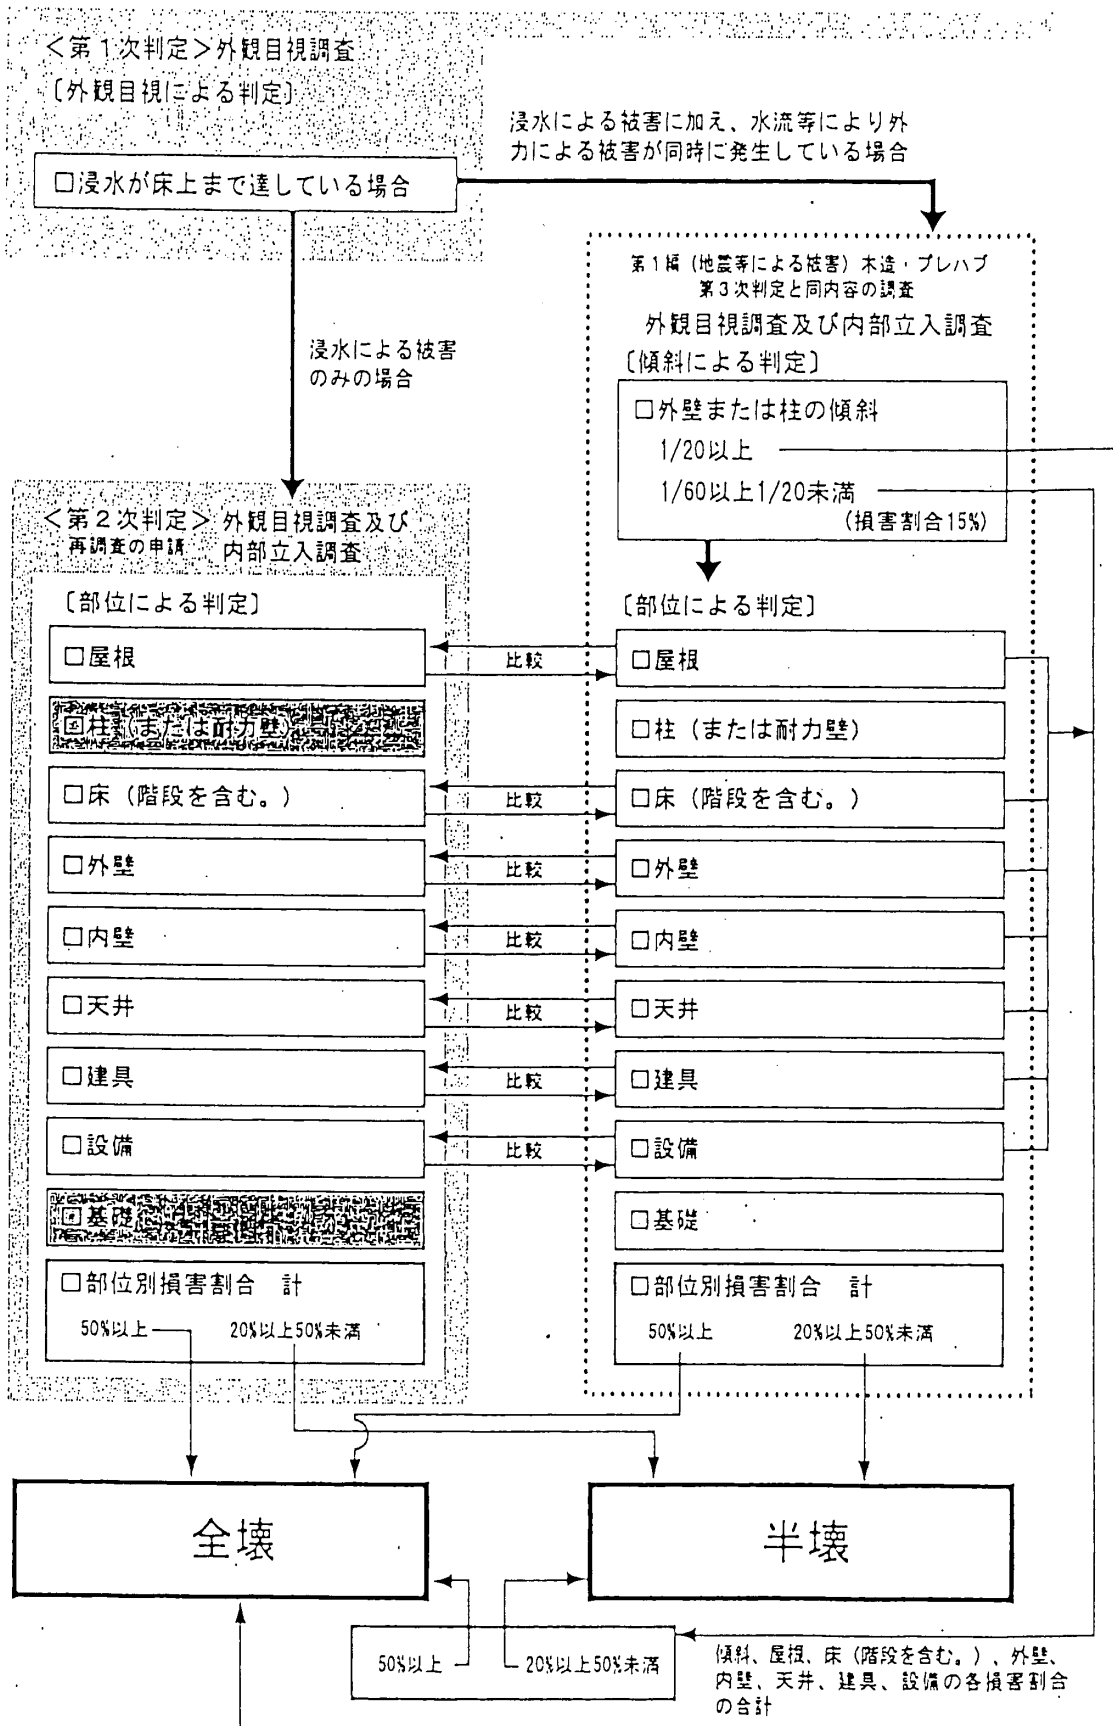 ＜第１次判定＞外観目視調査
〔外観目視による判定〕
□浸水が床上まで達している場合
浸水による被害に加え、水流等により外
力による被害が同時に発生している場合
浸水による被害
のみの場合
第１編（地震等による被害）木造・プレハブ
第３次判定と同内容の調査
外観目視調査及び内部立入調査
〔傾斜による判定〕
□外壁または柱の傾斜
1/20以上
1/60以上1/20未満
（損害割合15%）
＜第２次判定＞ 外観目視調査及び
再調査の申請 内部立入調査
〔部位による判定〕
□屋根
□柱（または耐力壁）
□床（階段を含む。）
□外壁
□内壁
□天井
□建具
□設備
□基礎
□部位別損害割合　計
50%以上
20%以上50%未満
比較
比較
比較
比較
比較
比較
比較
〔部位による判定〕
□屋根
□柱（または耐力壁）
□床（階段を含む。）
□外壁
□内壁
□天井
□建具
□設備
□基礎
□部位別損害割合　計
50%以上
20%以上50%未満
全壊
半壊
50%以上
20%以上50%未満
傾斜、屋根、床（階段を含む。）、外壁、
内壁、天井、建具、設備の各損害割合
の合計